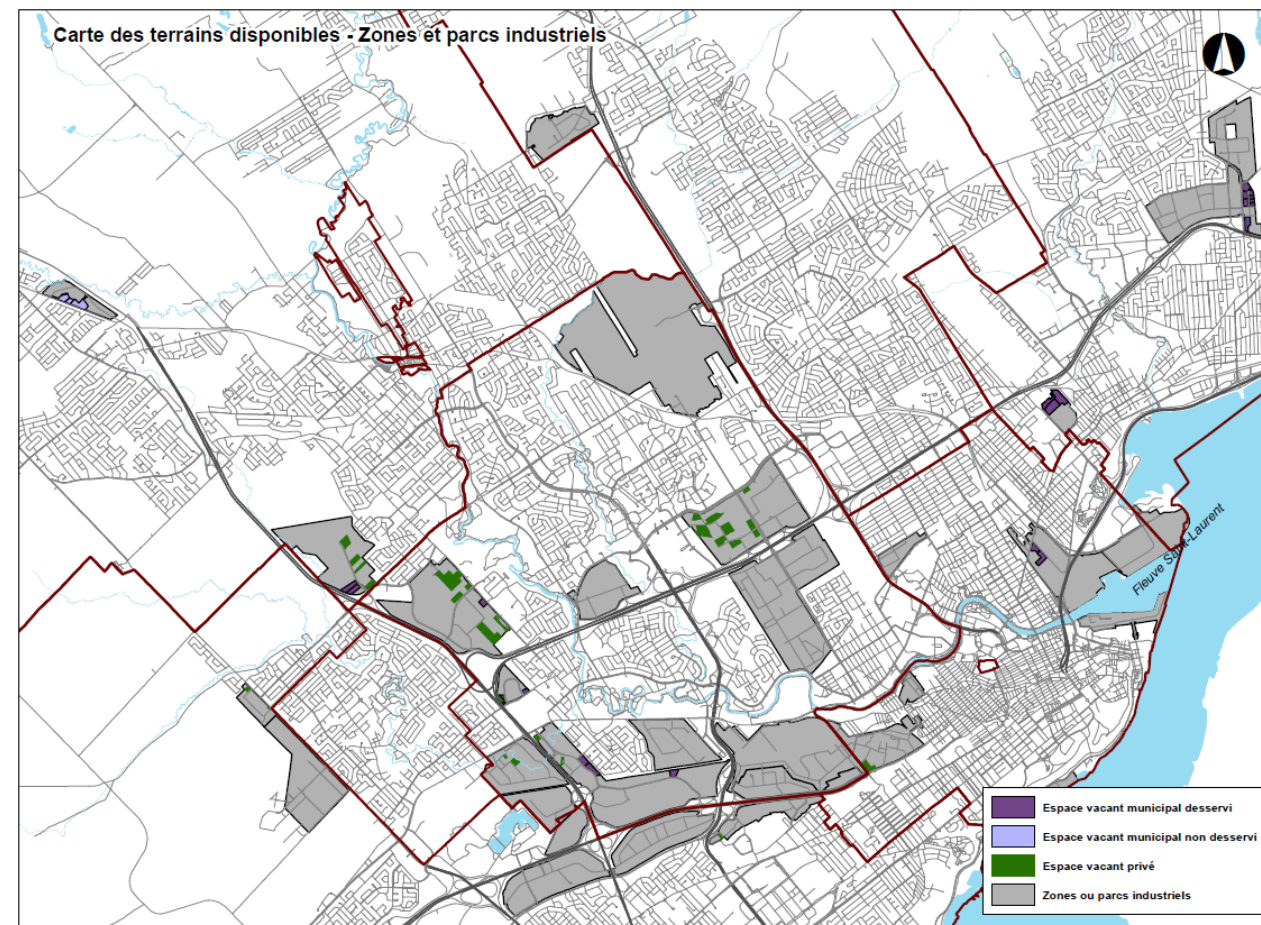 Carte des terrains disponibles - Zones et parcs industriels
Fleuve Saint-Laurent
Espace vacant municipal desservi
Espace vacant municipal non desservi
Espace vacant privé
Zones ou parcs industriels